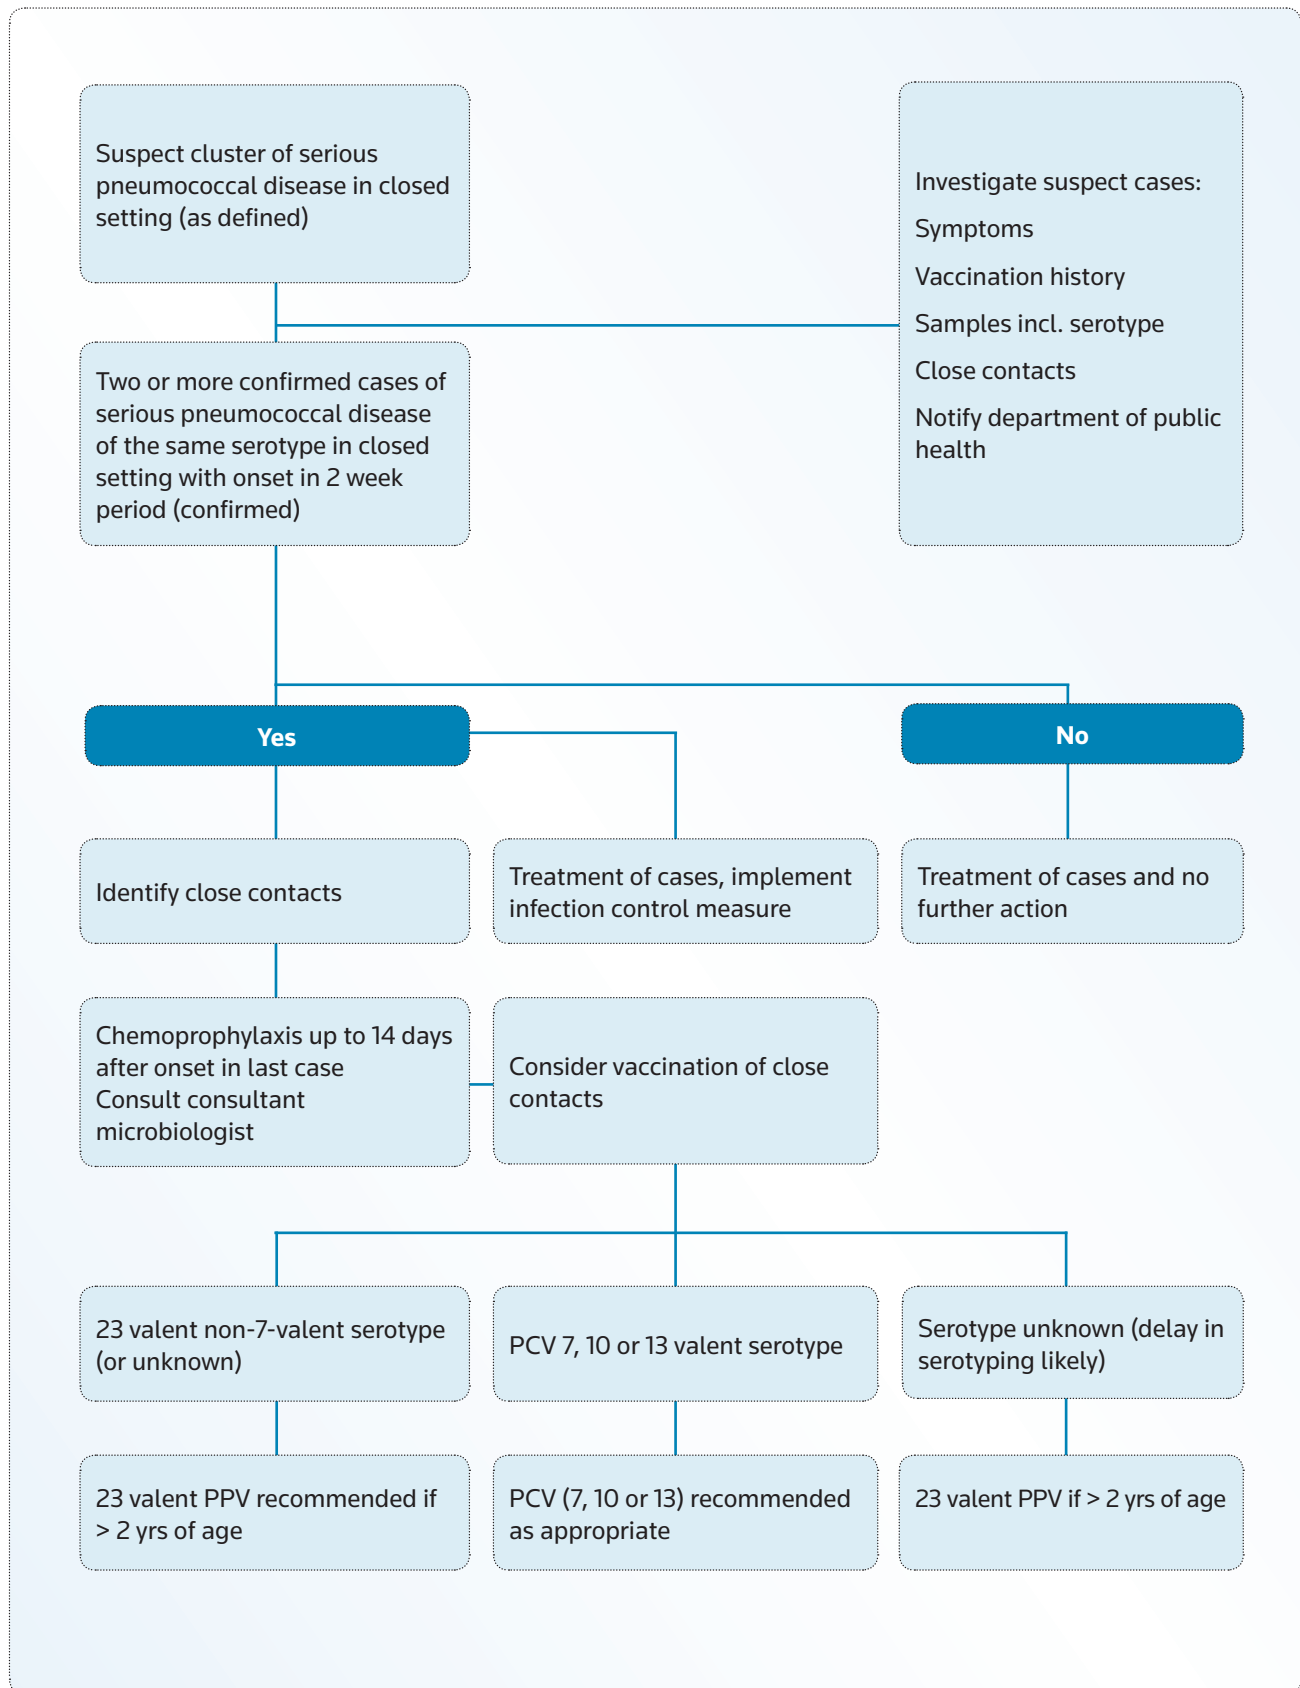 Suspect cluster of serious
pneumococcal disease in closed
setting (as defined)
Investigate suspect cases:
Symptoms
Vaccination history
Samples incl. serotype
Close contacts
Notify department of public
health
Two or more confirmed cases of
serious pneumococcal disease
of the same serotype in closed
setting with onset in 2 week
period (confirmed)
Yes
No
Identify close contacts
Treatment of cases, implement
infection control measure
Treatment of cases and no
further action
Chemoprophylaxis up to 14 days
after onset in last case
Consult consultant
microbiologist
Consider vaccination of close
contacts
23 valent non-7-valent serotype
(or unknown)
PCV 7, 10 or 13 valent serotype
Serotype unknown (delay in
serotyping likely)
23 valent PPV recommended if
> 2 yrs of age
PCV (7, 10 or 13) recommended
as appropriate
23 valent PPV if > 2 yrs of age